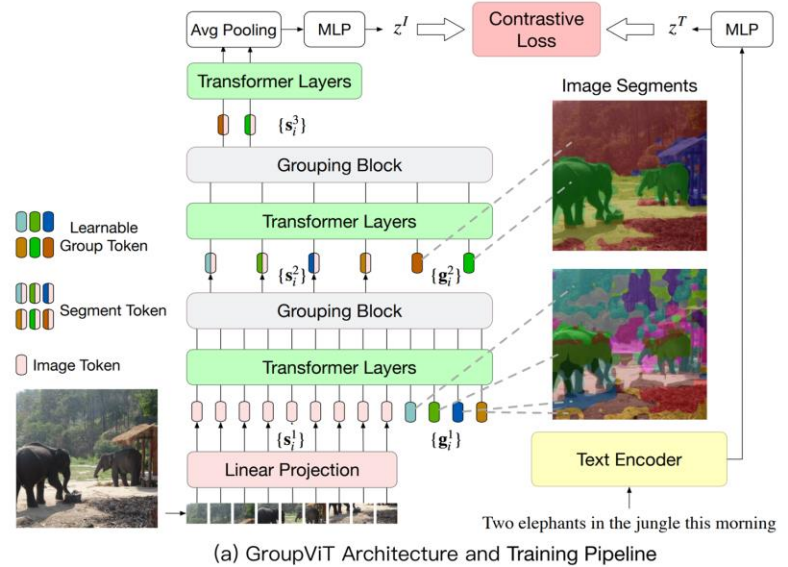 Avg Pooling
MLP
z^I
Contrastive
Loss
z^T
MLP
Transformer Layers
Image Segments
{s_i^3}
Grouping Block
Learnable
Group Token
Transformer Layers
{s_i^2}
{g_i^2}
Segment Token
Grouping Block
Image Token
Transformer Layers
{s_i^1}
{g_i^1}
Linear Projection
Text Encoder
Two elephants in the jungle this morning
(a) GroupViT Architecture and Training Pipeline